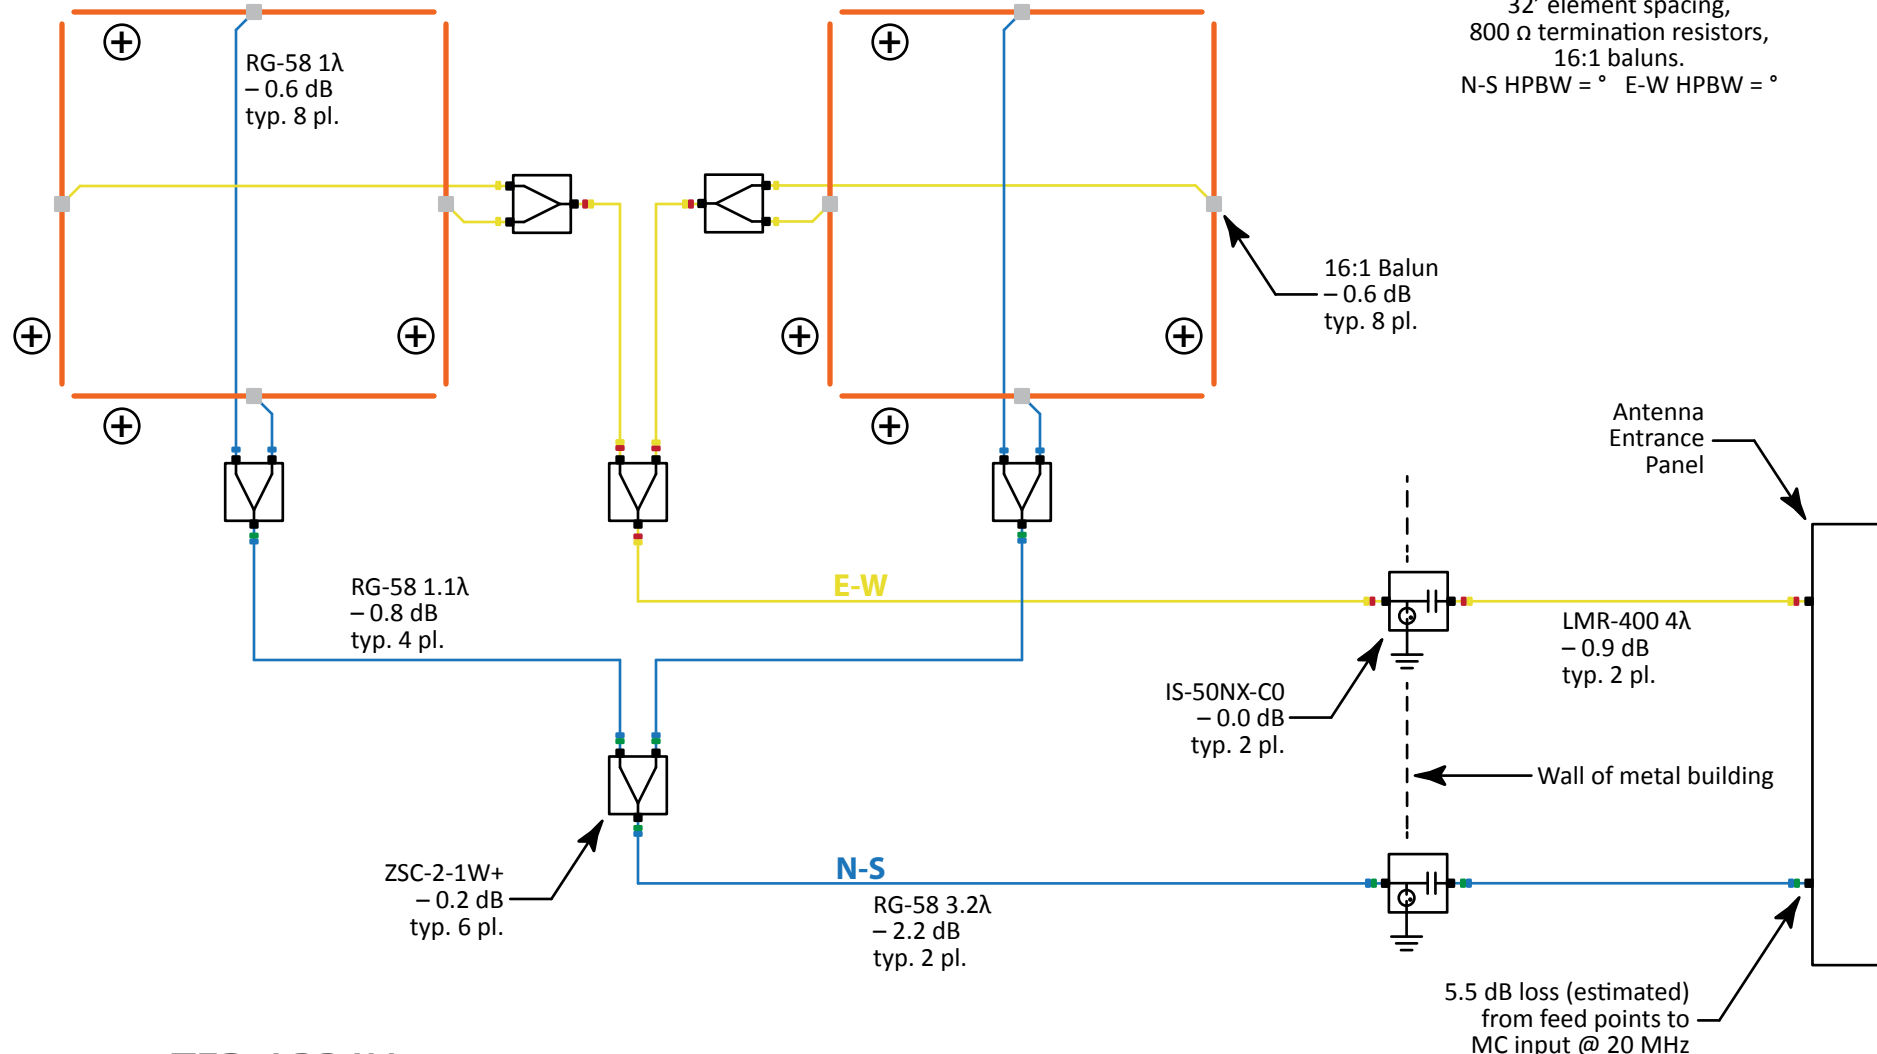 32' element spacing,
800 Ω termination resistors,
16:1 baluns.
N-S HPBW = °   E-W HPBW = °
RG-58 1λ
– 0.6 dB
typ. 8 pl.
16:1 Balun
– 0.6 dB
typ. 8 pl.
Antenna
Entrance
Panel
RG-58 1.1λ
– 0.8 dB
typ. 4 pl.
E-W
LMR-400 4λ
– 0.9 dB
typ. 2 pl.
IS-50NX-C0
– 0.0 dB
typ. 2 pl.
Wall of metal building
ZSC-2-1W+
– 0.2 dB
typ. 6 pl.
N-S
RG-58 3.2λ
– 2.2 dB
typ. 2 pl.
5.5 dB loss (estimated)
from feed points to
MC input @ 20 MHz